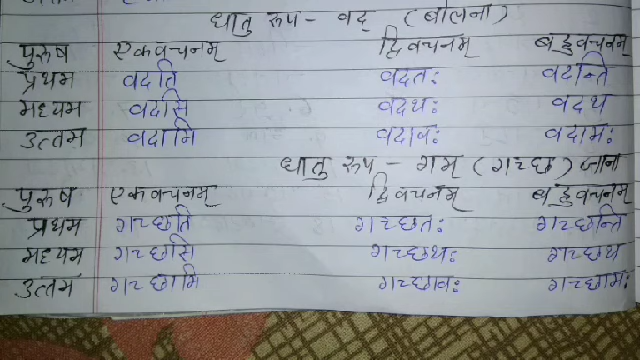 धातु रूप - वद् (बोलना)
पुरुष एकवचनम् द्विवचनम् बहुवचनम्
प्रथम वदति वदतः वदन्ति
मध्यम वदसि वदथः वदथ
उत्तम वदामि वदावः वदामः
धातु रूप - गम् (गच्छ) जाना
पुरुष एकवचनम् द्विवचनम् बहुवचनम्
प्रथम गच्छति गच्छतः गच्छन्ति
मध्यम गच्छसि गच्छथः गच्छथ
उत्तम गच्छामि गच्छावः गच्छामः